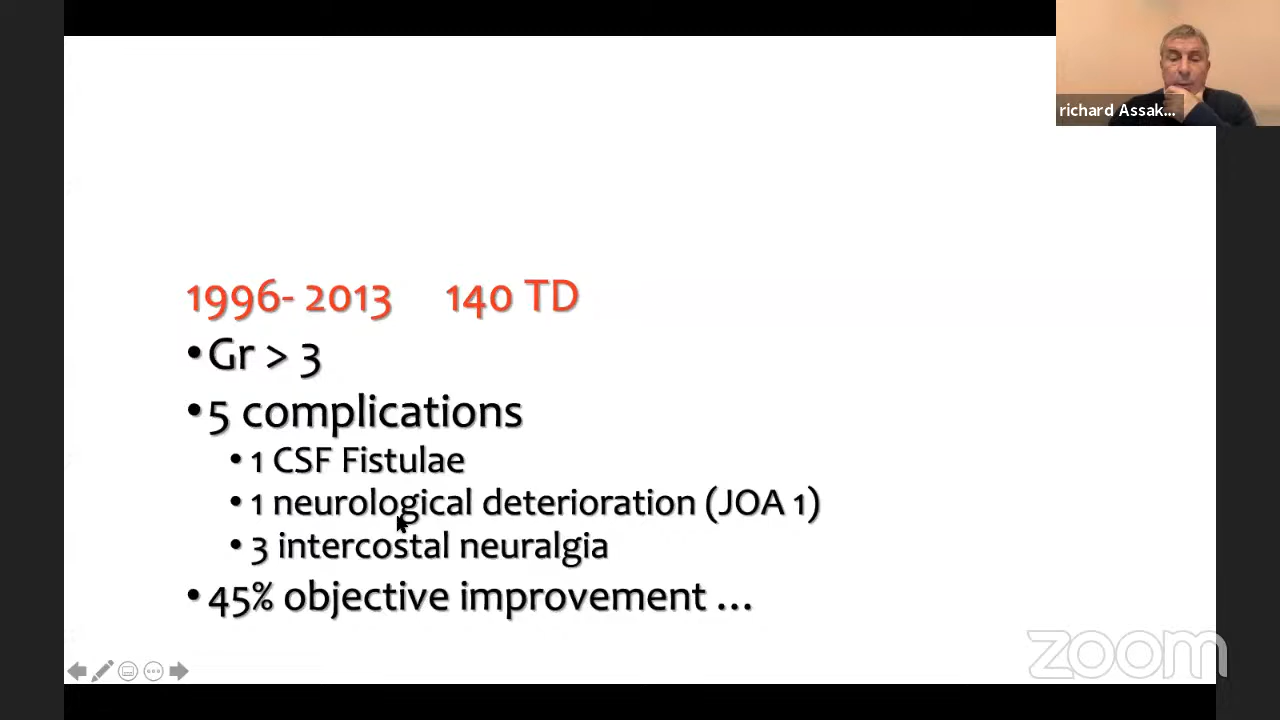 richard Assak...
1996- 2013 140 TD
•Gr > 3
•5 complications
• 1 CSF Fistulae
• 1 neurological deterioration (JOA 1)
• 3 intercostal neuralgia
•45% objective improvement ...
zoom